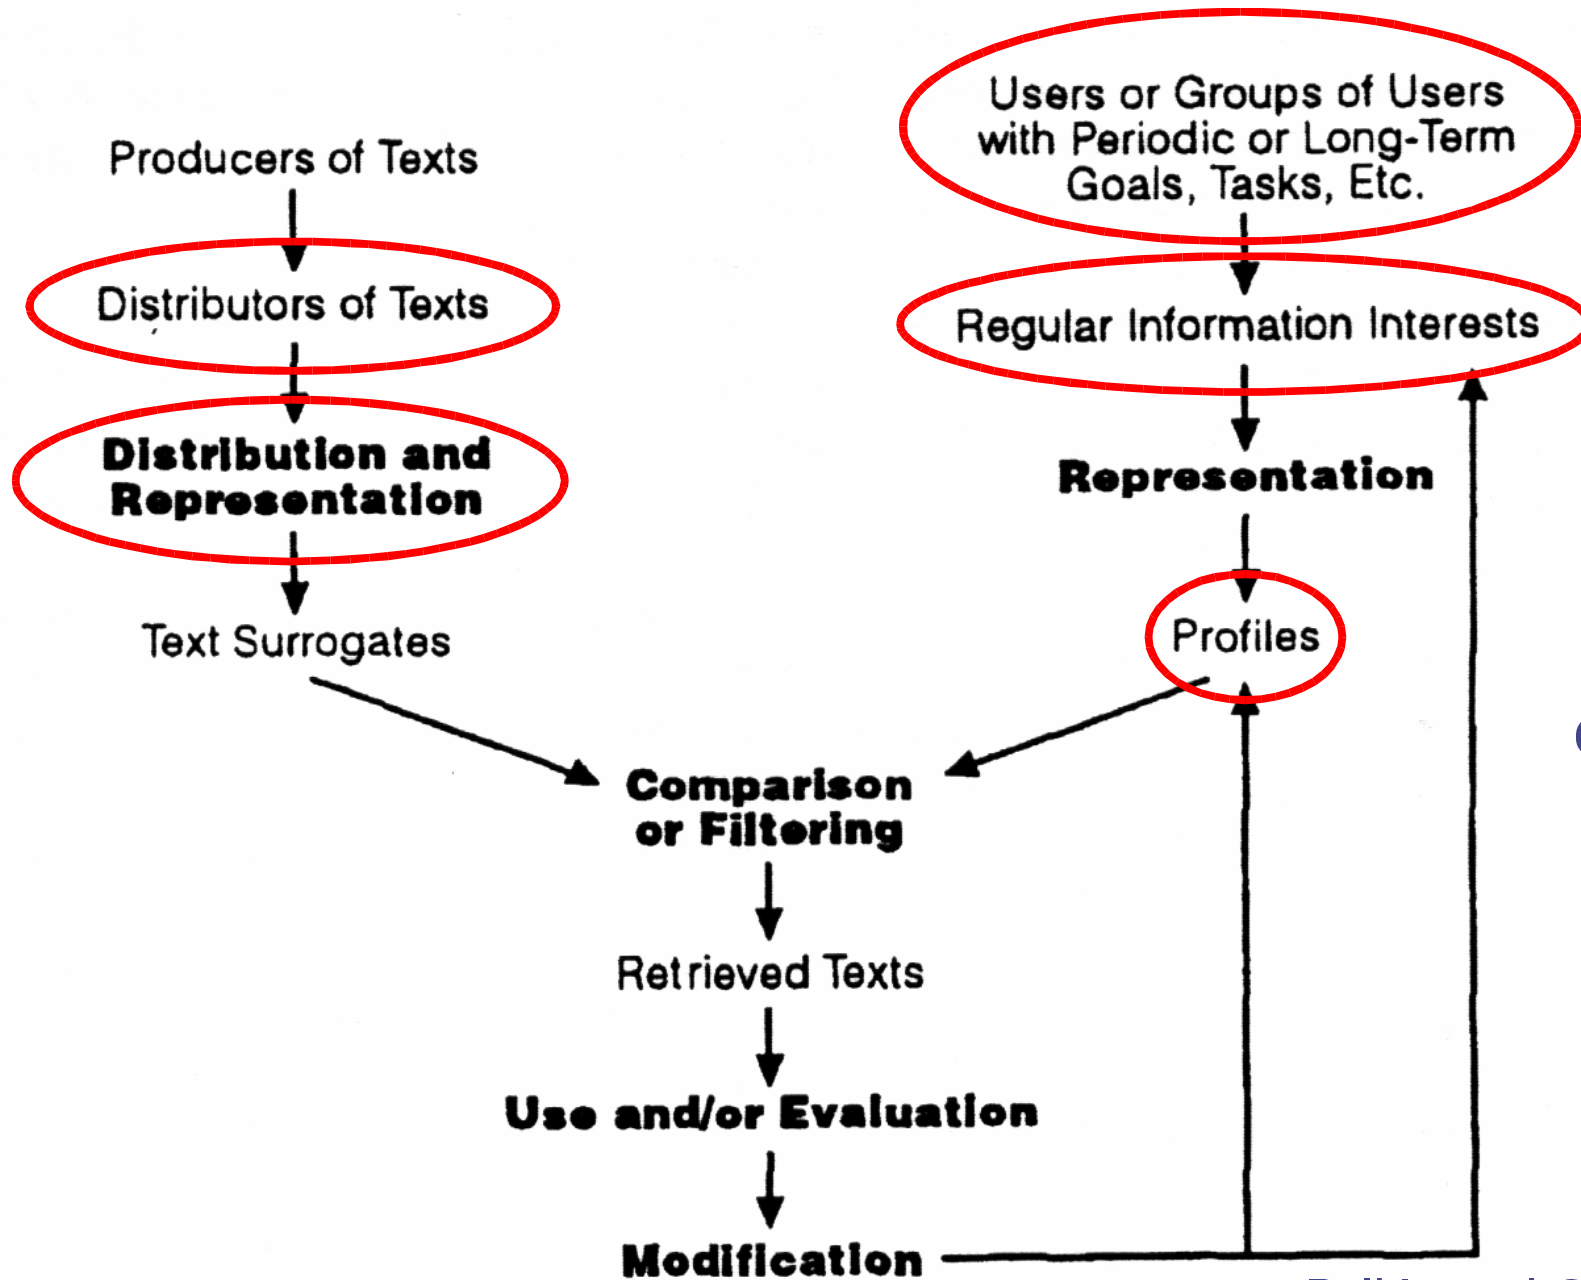 Users or Groups of Users
with Periodic or Long-Term
Goals, Tasks, Etc.
Producers of Texts
Distributors of Texts
Regular Information Interests
Distribution and
Representation
Representation
Text Surrogates
Profiles
Comparison
or Filtering
Retrieved Texts
Use and/or Evaluation
Modification